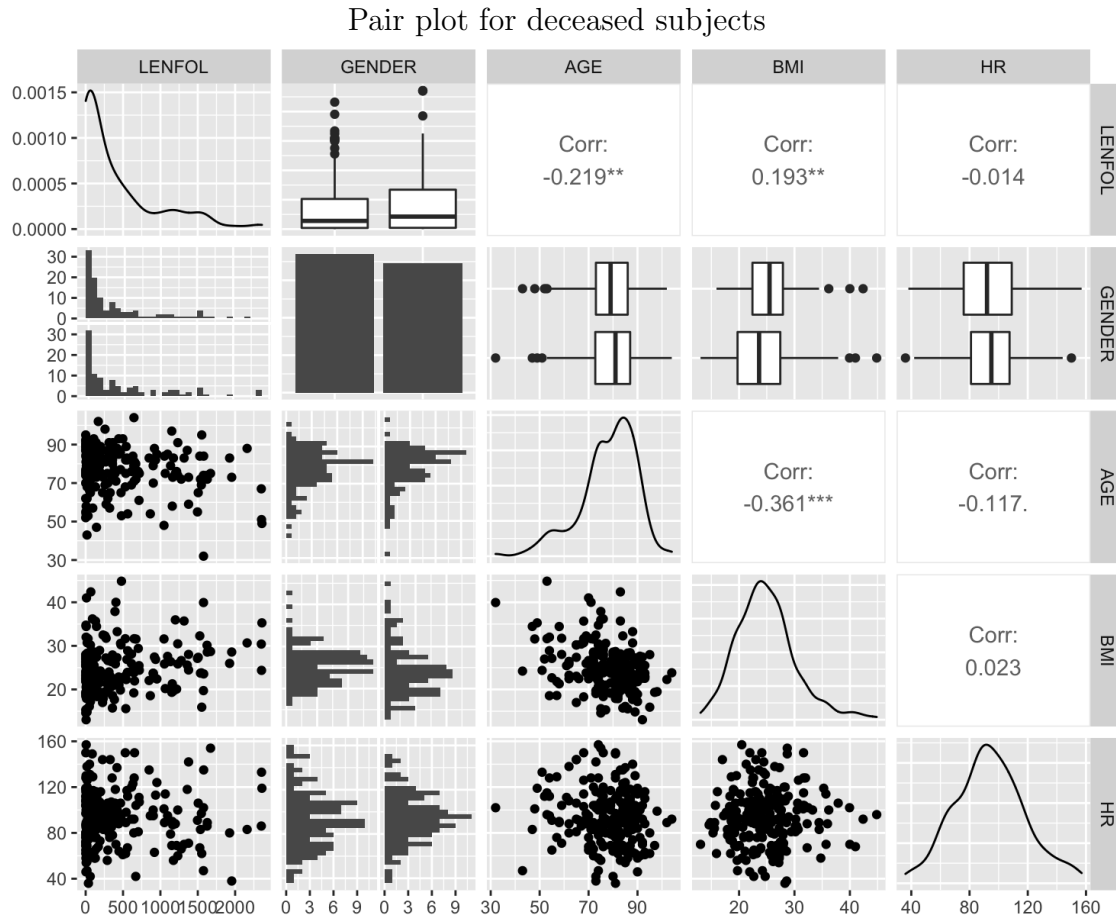 Pair plot for deceased subjects
LENFOL GENDER AGE BMI HR
0.0015
0.0010
0.0005
0.0000
Corr:
-0.219**
Corr:
0.193**
Corr:
-0.014
LENFOL
30
20
10
0
30
20
10
0
GENDER
90
70
50
30
Corr:
-0.361***
Corr:
-0.117.
AGE
40
30
20
Corr:
0.023
BMI
160
120
80
40
HR
0 500 1000 1500 2000 0 3 6 9 0 3 6 9 30 50 70 90 20 30 40 40 80 120 160